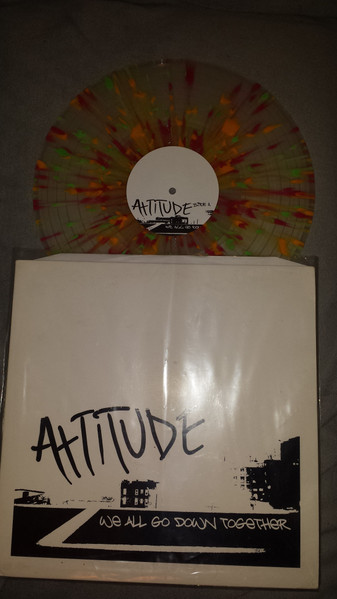 ATTITUDE SIDE 1
ATTITUDE
WE ALL GO DOWN TOGETHER